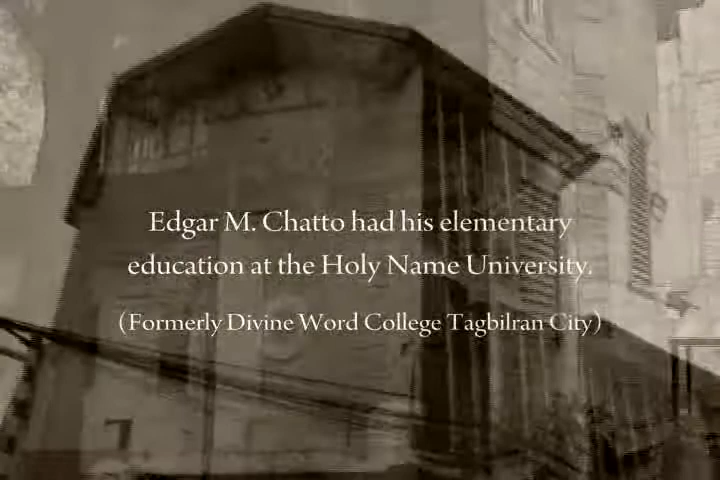 Edgar M. Chatto had his elementary
education at the Holy Name University.
(Formerly Divine Word College Tagbilran City)